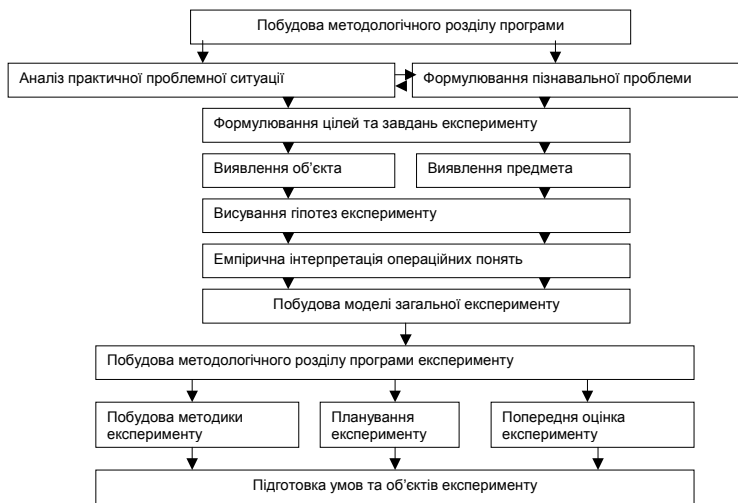 Побудова методологічного розділу програми
Аналіз практичної проблемної ситуації
Формулювання пізнавальної проблеми
Формулювання цілей та завдань експерименту
Виявлення об’єкта
Виявлення предмета
Висування гіпотез експерименту
Емпірична інтерпретація операційних понять
Побудова моделі загальної експерименту
Побудова методологічного розділу програми експерименту
Побудова методики
експерименту
Планування
експерименту
Попередня оцінка
експерименту
Підготовка умов та об’єктів експерименту